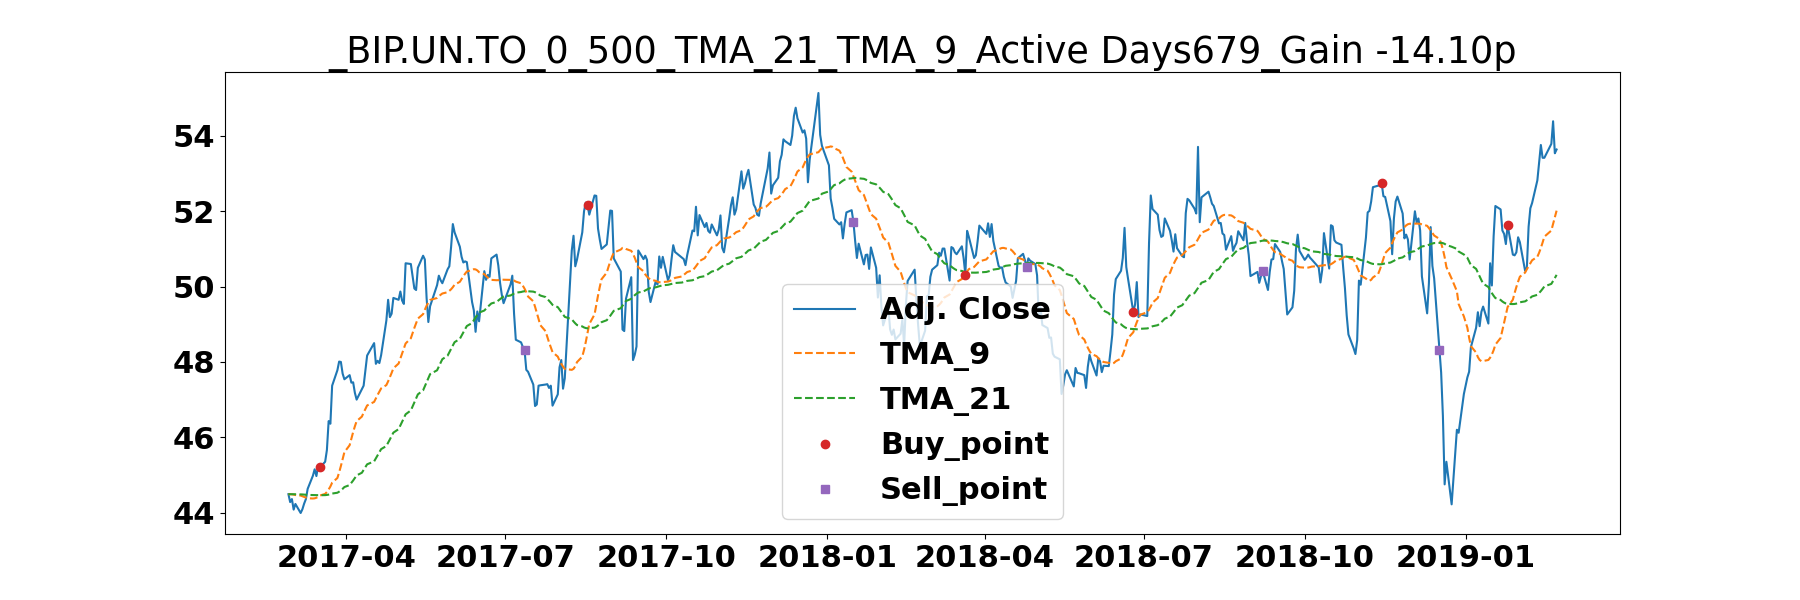 _BIP.UN.TO_0_500_TMA_21_TMA_9_Active Days679_Gain -14.10p
54
52
50
48
46
44
Adj. Close
TMA_9
TMA_21
Buy_point
Sell_point
2017-04 2017-07 2017-10 2018-01 2018-04 2018-07 2018-10 2019-01